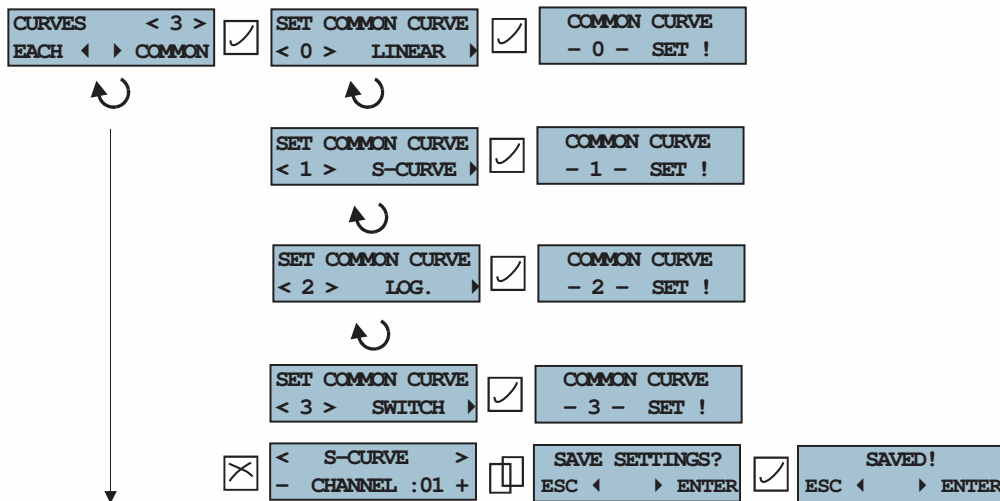 CURVES < 3 >
EACH ◂ ▸ COMMON
SET COMMON CURVE
< 0 > LINEAR ▸
COMMON CURVE
– 0 – SET !
SET COMMON CURVE
< 1 > S–CURVE ▸
COMMON CURVE
– 1 – SET !
SET COMMON CURVE
< 2 > LOG. ▸
COMMON CURVE
– 2 – SET !
SET COMMON CURVE
< 3 > SWITCH ▸
COMMON CURVE
– 3 – SET !
< S–CURVE >
– CHANNEL :01 +
SAVE SETTINGS?
ESC ◂ ▸ ENTER
SAVED!
ESC ◂ ▸ ENTER